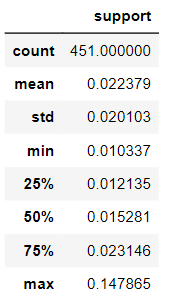 support
count 451.000000
mean 0.022379
std 0.020103
min 0.010337
25% 0.012135
50% 0.015281
75% 0.023146
max 0.147865